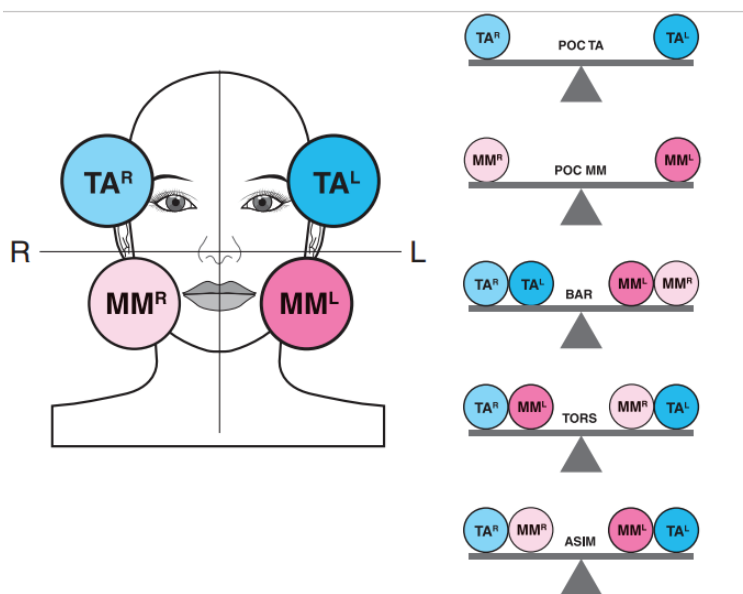 TAᴿ TAᴸ
R L
MMᴿ MMᴸ
TAᴿ POC TA TAᴸ
MMᴿ POC MM MMᴸ
TAᴿ TAᴸ BAR MMᴸ MMᴿ
TAᴿ MMᴸ TORS MMᴿ TAᴸ
TAᴿ MMᴿ ASIM MMᴸ TAᴸ